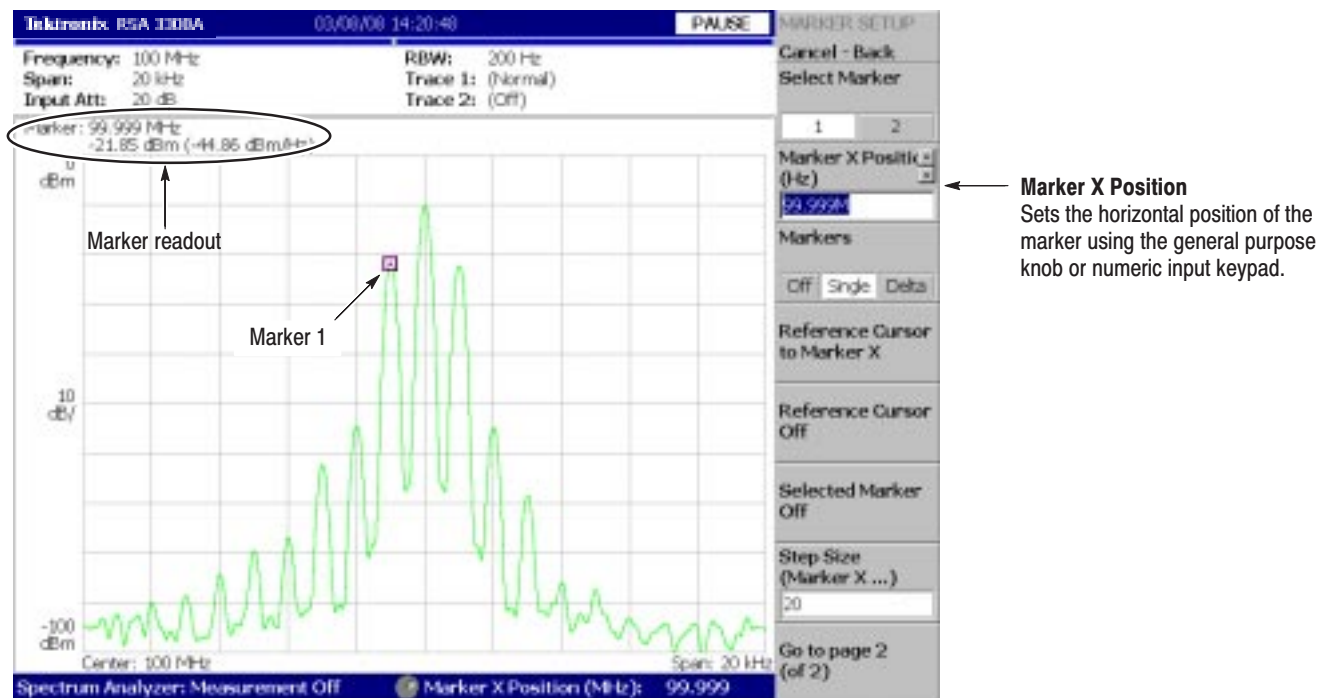 Tektronix RSA 3308A 03/08/08 14:20:48 PAUSE
Frequency: 100 MHz RBW: 200 Hz
Span: 20 kHz Trace 1: (Normal)
Input Att: 20 dB Trace 2: (Off)
Marker: 99.999 MHz
-21.85 dBm (-44.86 dBm/Hz)
0
dBm
Marker readout
Marker 1
10
dB/
-100
dBm
Center: 100 MHz Span: 20 kHz
Spectrum Analyzer: Measurement Off Marker X Position (MHz): 99.999
MARKER SETUP
Cancel - Back
Select Marker
1 2
Marker X Positi
(Hz)
99.999M
Markers
Off Single Delta
Reference Cursor
to Marker X
Reference Cursor
Off
Selected Marker
Off
Step Size
(Marker X ...)
20
Go to page 2
(of 2)
Marker X Position
Sets the horizontal position of the
marker using the general purpose
knob or numeric input keypad.